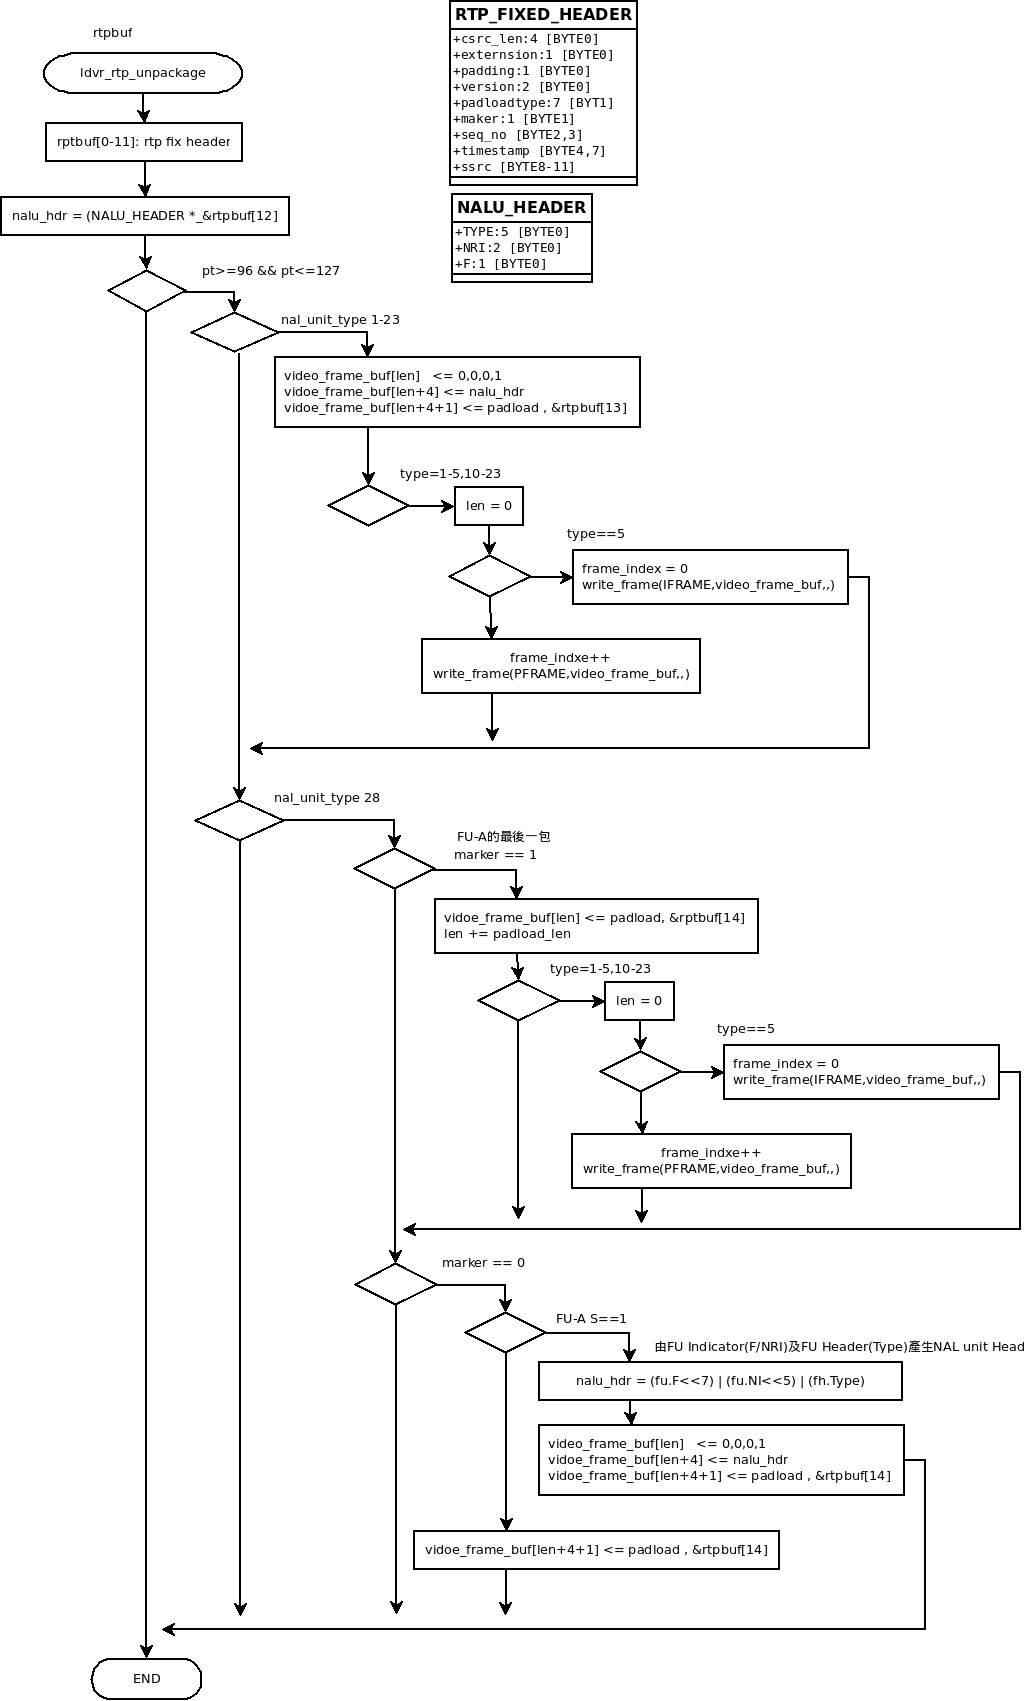 rtpbuf
ldvr_rtp_unpackage
rptbuf[0-11]: rtp fix header
nalu_hdr = (NALU_HEADER *_&rtpbuf[12]
RTP_FIXED_HEADER
+csrc_len:4 [BYTE0]
+externsion:1 [BYTE0]
+padding:1 [BYTE0]
+version:2 [BYTE0]
+padloadtype:7 [BYT1]
+maker:1 [BYTE1]
+seq_no [BYTE2,3]
+timestamp [BYTE4,7]
+ssrc [BYTE8-11]
NALU_HEADER
+TYPE:5 [BYTE0]
+NRI:2 [BYTE0]
+F:1 [BYTE0]
pt>=96 && pt<=127
nal_unit_type 1-23
video_frame_buf[len]   <= 0,0,0,1
vidoe_frame_buf[len+4] <= nalu_hdr
vidoe_frame_buf[len+4+1] <= padload , &rtpbuf[13]
type=1-5,10-23
len = 0
type==5
frame_index = 0
write_frame(IFRAME,video_frame_buf,,)
frame_indxe++
write_frame(PFRAME,video_frame_buf,,)
nal_unit_type 28
FU-A的最後一包
marker == 1
vidoe_frame_buf[len] <= padload, &rptbuf[14]
len += padload_len
type=1-5,10-23
len = 0
type==5
frame_index = 0
write_frame(IFRAME,video_frame_buf,,)
frame_indxe++
write_frame(PFRAME,video_frame_buf,,)
marker == 0
FU-A S==1
由FU Indicator(F/NRI)及FU Header(Type)產生NAL unit Head
nalu_hdr = (fu.F<<7) | (fu.NI<<5) | (fh.Type)
video_frame_buf[len]   <= 0,0,0,1
vidoe_frame_buf[len+4] <= nalu_hdr
vidoe_frame_buf[len+4+1] <= padload , &rtpbuf[14]
vidoe_frame_buf[len+4+1] <= padload , &rtpbuf[14]
END